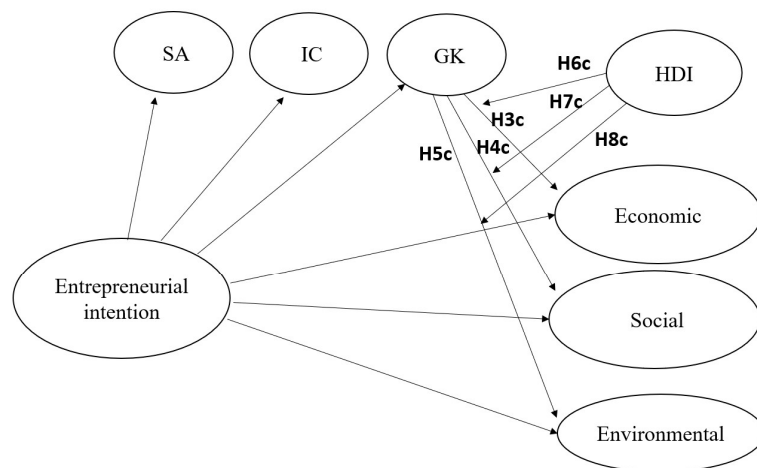 SA
IC
GK
HDI
H6c
H7c
H3c
H4c
H8c
H5c
Economic
Entrepreneurial
intention
Social
Environmental